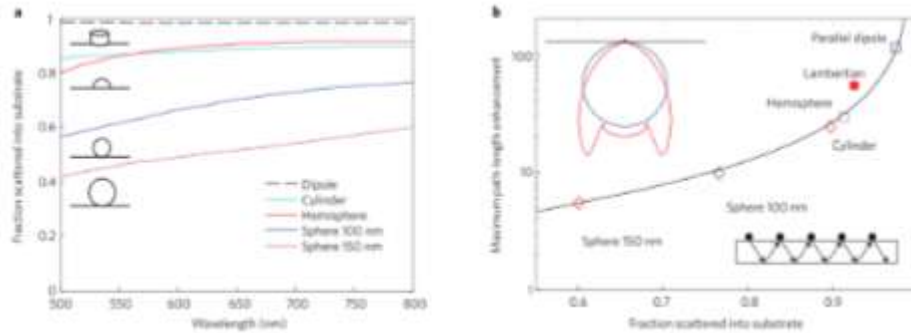 a
1
0.8
0.6
0.4
0.2
0
Fraction scattered into substrate
500
550
600
650
700
750
800
Wavelength (nm)
Dipole
Cylinder
Hemisphere
Sphere 100 nm
Sphere 150 nm
b
Maximum path length enhancement
100
10
1
0.6
0.7
0.8
0.9
Fraction scattered into substrate
Parallel dipole
Lambertian
Hemisphere
Cylinder
Sphere 100 nm
Sphere 150 nm